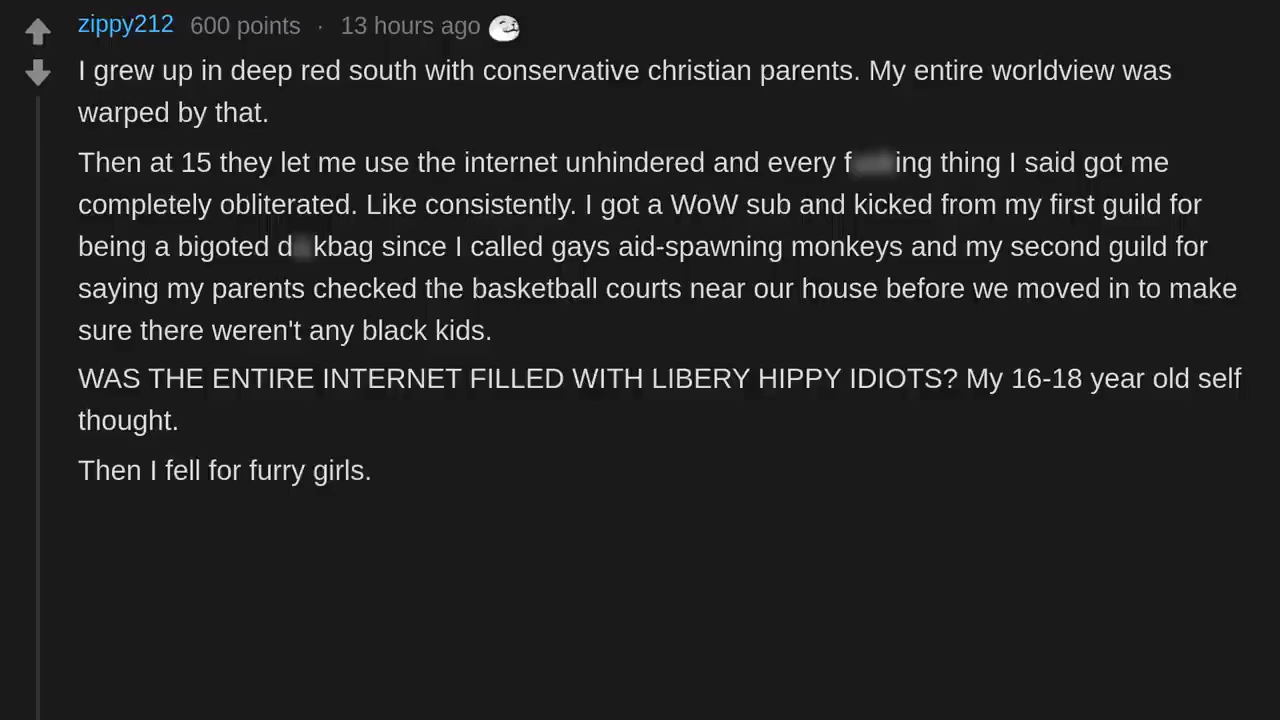 zippy212 600 points · 13 hours ago
I grew up in deep red south with conservative christian parents. My entire worldview was
warped by that.
Then at 15 they let me use the internet unhindered and every f ing thing I said got me
completely obliterated. Like consistently. I got a WoW sub and kicked from my first guild for
being a bigoted d kbag since I called gays aid-spawning monkeys and my second guild for
saying my parents checked the basketball courts near our house before we moved in to make
sure there weren't any black kids.
WAS THE ENTIRE INTERNET FILLED WITH LIBERY HIPPY IDIOTS? My 16-18 year old self
thought.
Then I fell for furry girls.